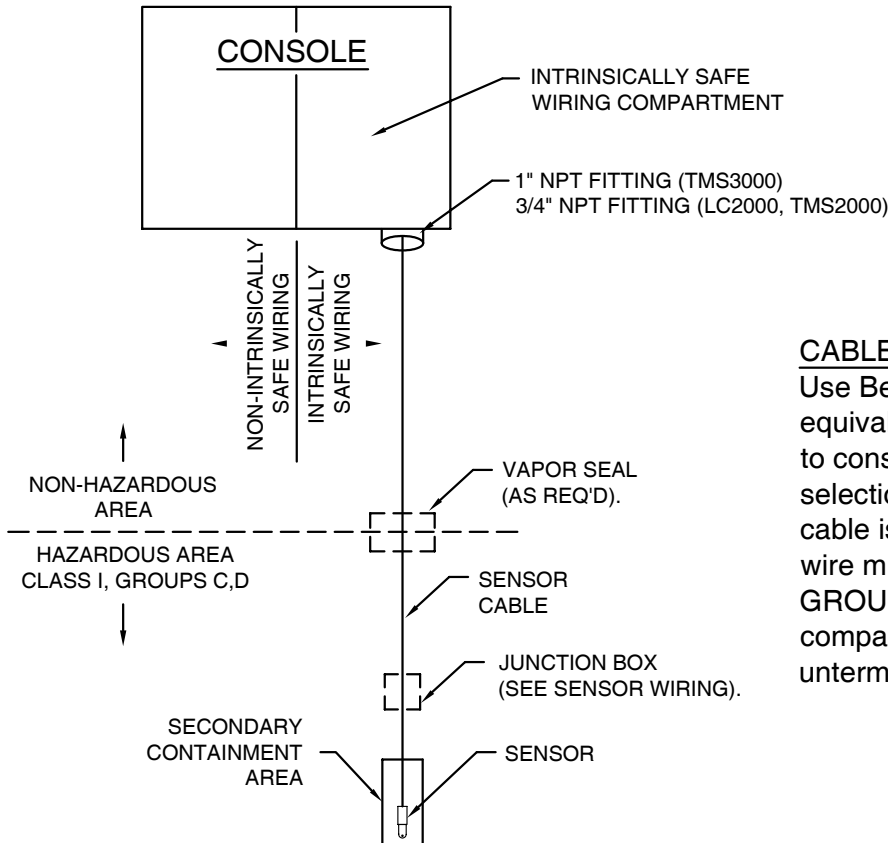 CONSOLE
INTRINSICALLY SAFE
WIRING COMPARTMENT
1" NPT FITTING (TMS3000)
3/4" NPT FITTING (LC2000, TMS2000)
NON-INTRINSICALLY
SAFE WIRING
INTRINSICALLY
SAFE WIRING
NON-HAZARDOUS
AREA
HAZARDOUS AREA
CLASS I, GROUPS C,D
VAPOR SEAL
(AS REQ'D).
SENSOR
CABLE
JUNCTION BOX
(SEE SENSOR WIRING).
SECONDARY
CONTAINMENT
AREA
SENSOR
CABLE
Use Be
equiva
to cons
selectio
cable is
wire m
GROU
compa
unterm